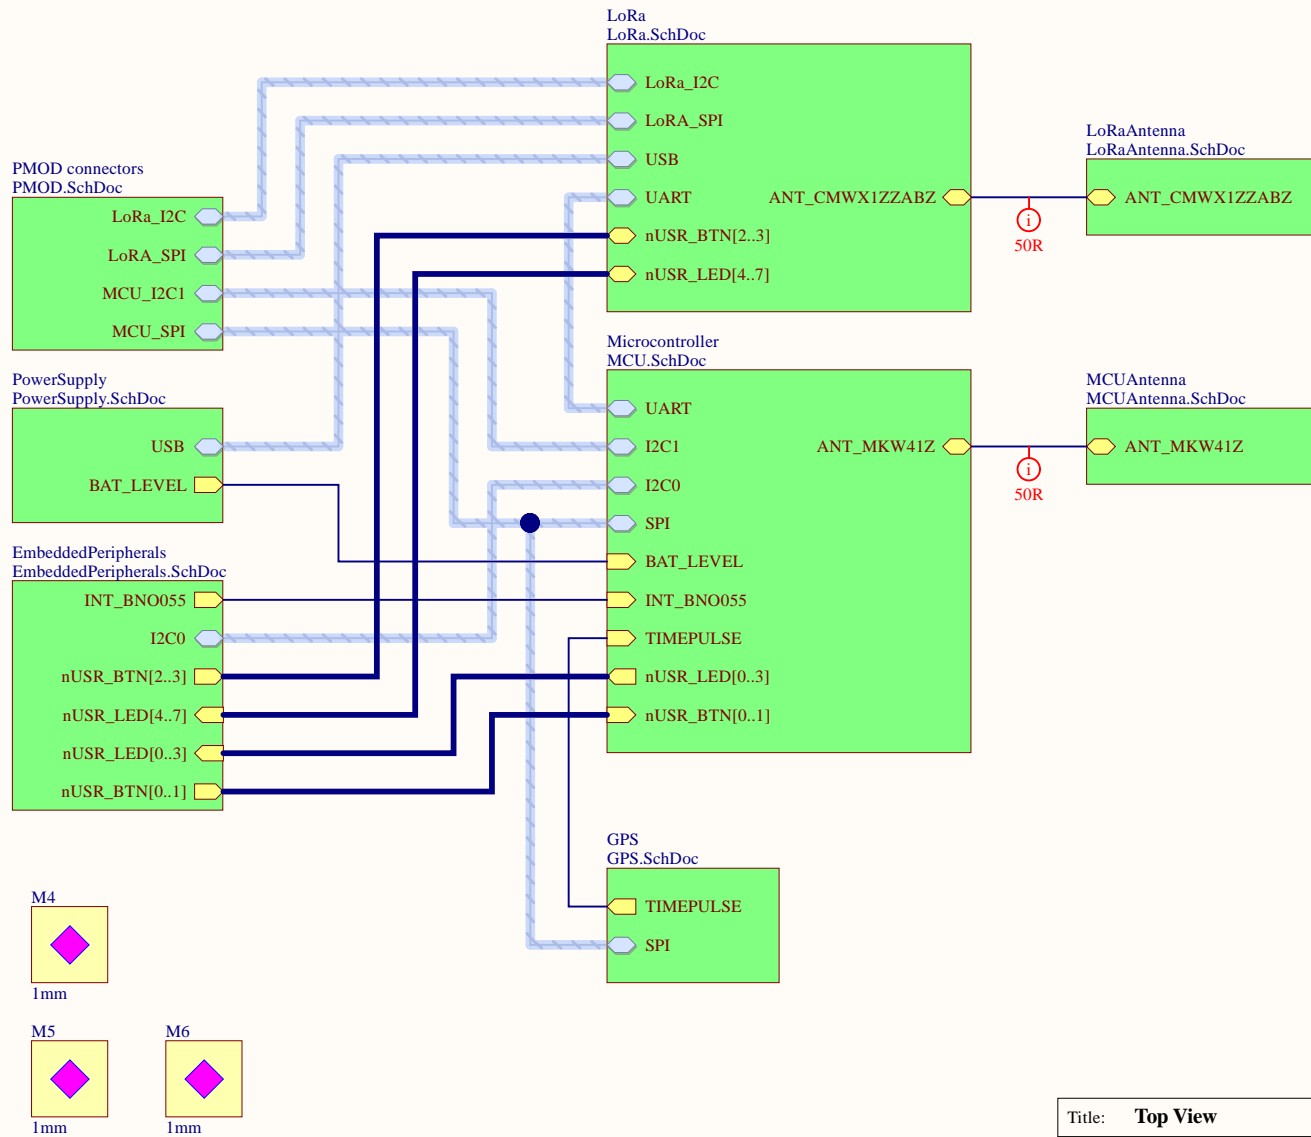 LoRa
LoRa.SchDoc
LoRa_I2C
LoRA_SPI
USB
UART
nUSR_BTN[2..3]
nUSR_LED[4..7]
ANT_CMWX1ZZABZ
50R
LoRaAntenna
LoRaAntenna.SchDoc
ANT_CMWX1ZZABZ
PMOD connectors
PMOD.SchDoc
LoRa_I2C
LoRA_SPI
MCU_I2C1
MCU_SPI
PowerSupply
PowerSupply.SchDoc
USB
BAT_LEVEL
EmbeddedPeripherals
EmbeddedPeripherals.SchDoc
INT_BNO055
I2C0
nUSR_BTN[2..3]
nUSR_LED[4..7]
nUSR_LED[0..3]
nUSR_BTN[0..1]
Microcontroller
MCU.SchDoc
UART
I2C1
I2C0
SPI
BAT_LEVEL
INT_BNO055
TIMEPULSE
nUSR_LED[0..3]
nUSR_BTN[0..1]
ANT_MKW41Z
50R
MCUAntenna
MCUAntenna.SchDoc
ANT_MKW41Z
GPS
GPS.SchDoc
TIMEPULSE
SPI
M4
1mm
M5
1mm
M6
1mm
Title: Top View